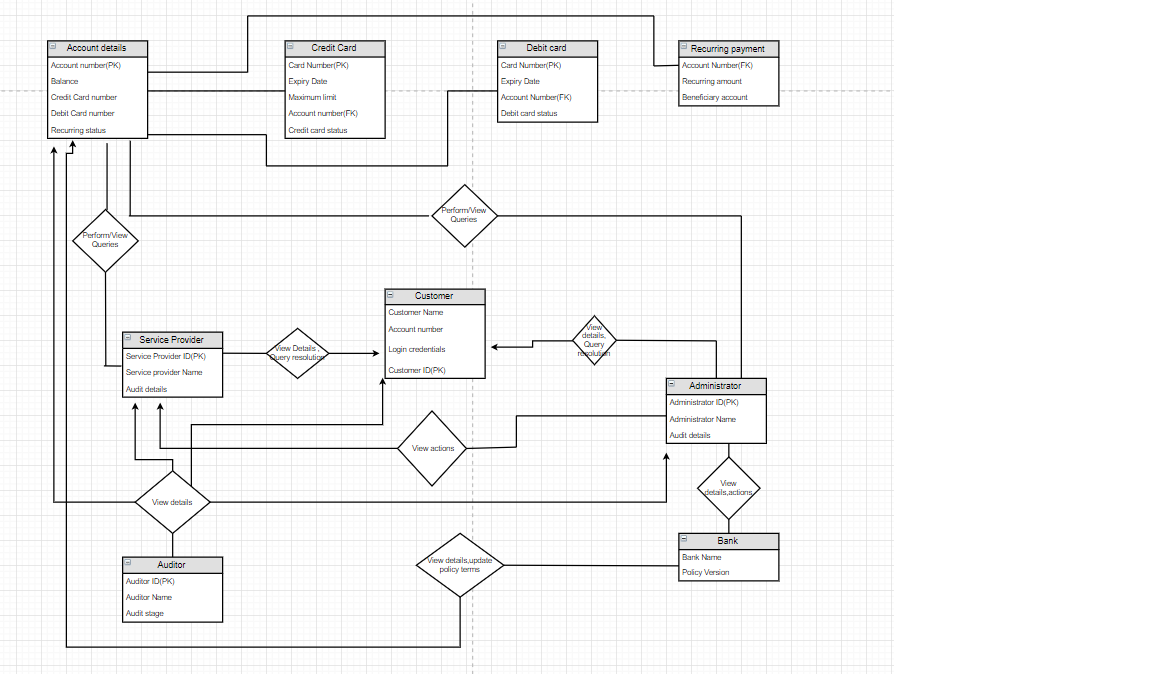 Account details
Account number(PK)
Balance
Credit Card number
Debit Card number
Recurring status
Credit Card
Card Number(PK)
Expiry Date
Maximum limit
Account number(FK)
Credit card status
Debit card
Card Number(PK)
Expiry Date
Account Number(FK)
Debit card status
Recurring payment
Account Number(FK)
Recurring amount
Beneficiary account
Perform/View
Queries
Perform/View
Queries
Customer
Customer Name
Account number
Login credentials
Customer ID(PK)
Service Provider
Service Provider ID(PK)
Service provider Name
Audit details
View Details ,
Query resolution
View
details,
Query
resolution
Administrator
Administrator ID(PK)
Administrator Name
Audit details
View actions
View details
View
details,actions
Auditor
Auditor ID(PK)
Auditor Name
Audit stage
View details,update
policy terms
Bank
Bank Name
Policy Version